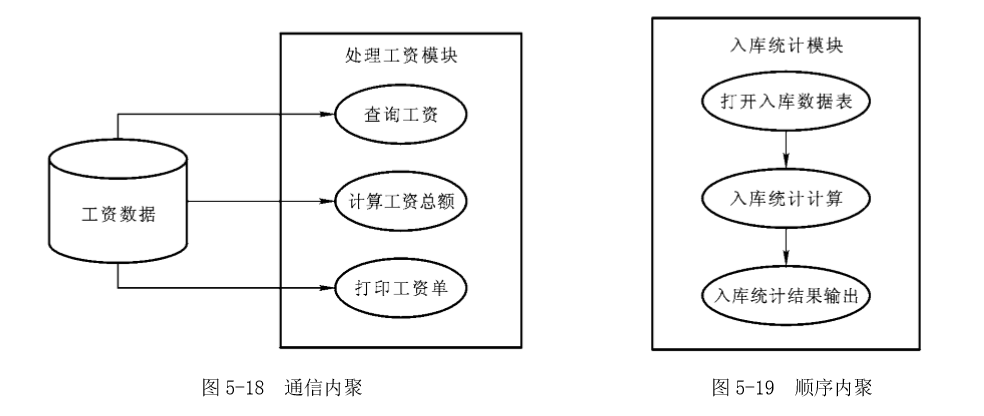 处理工资模块
查询工资
工资数据
计算工资总额
打印工资单
图 5-18 通信内聚
入库统计模块
打开入库数据表
入库统计计算
入库统计结果输出
图 5-19 顺序内聚